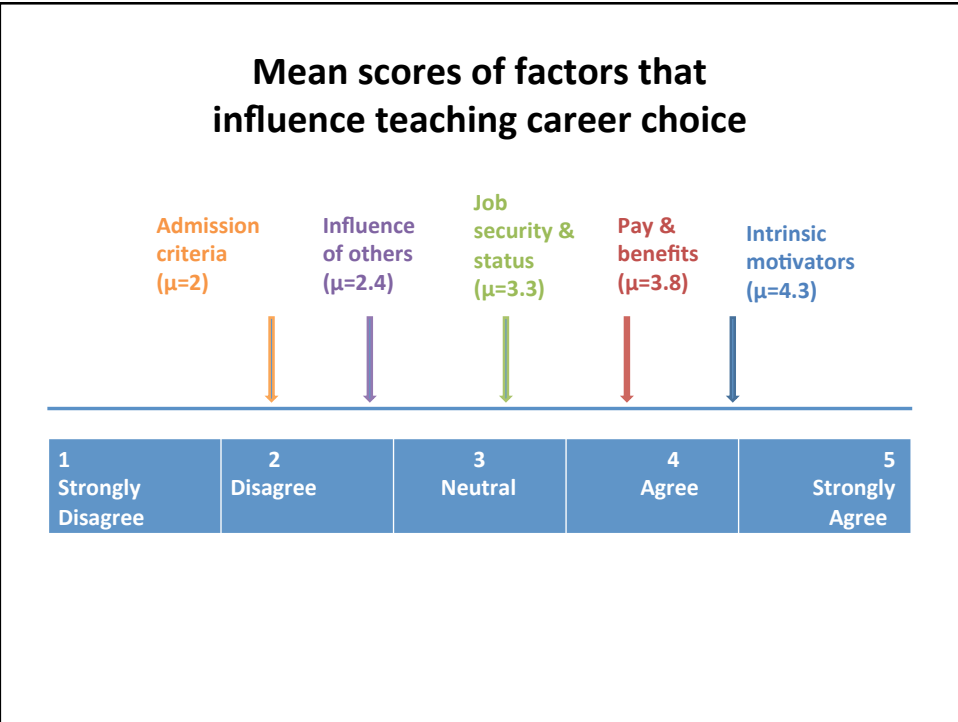 Mean scores of factors that
influence teaching career choice
Admission
criteria
(μ=2)
Influence
of others
(μ=2.4)
Job
security &
status
(μ=3.3)
Pay &
benefits
(μ=3.8)
Intrinsic
motivators
(μ=4.3)
1
Strongly
Disagree
2
Disagree
3
Neutral
4
Agree
5
Strongly
Agree